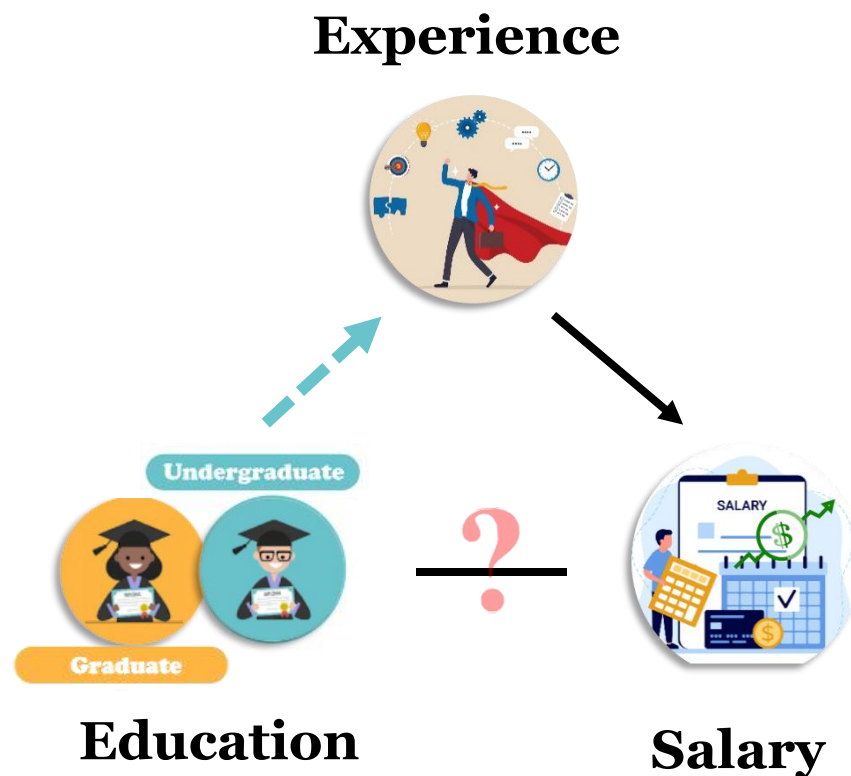 Experience
Undergraduate
SALARY
$
?
Graduate
$
Education
Salary